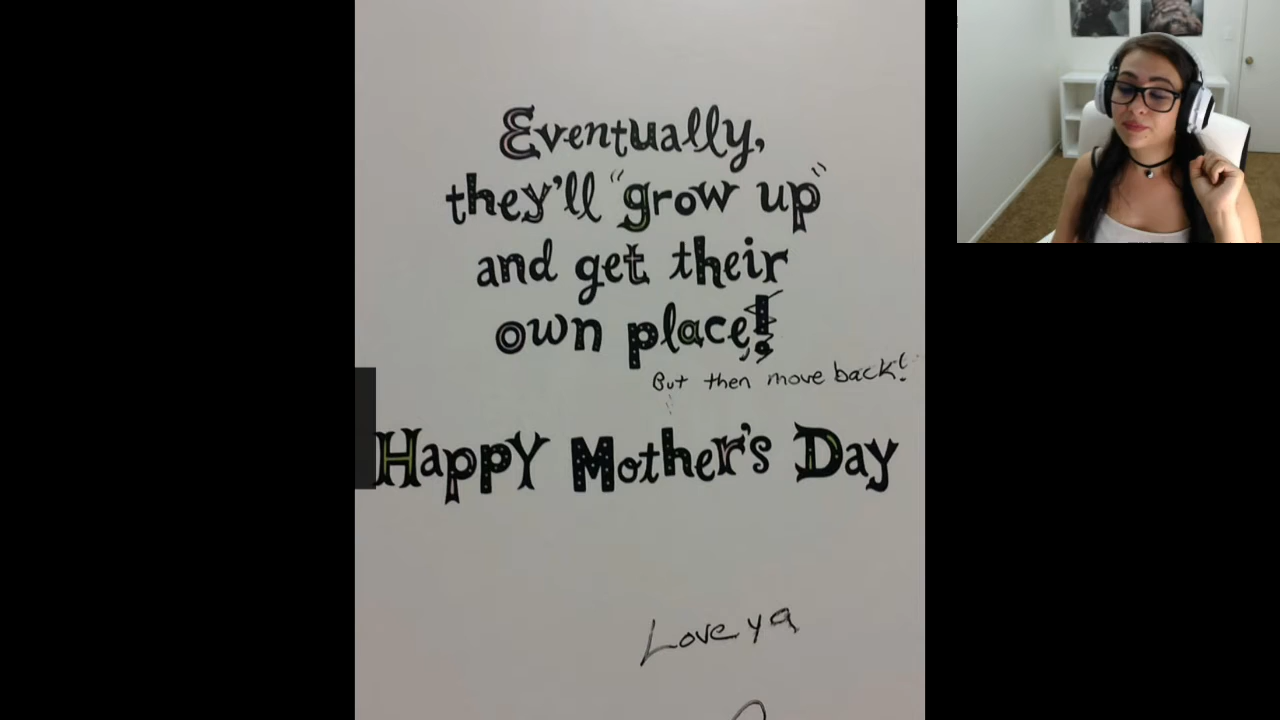 Eventually,
they'll "grow up"
and get their
own place!
But then move back!
Happy Mother's Day
Love ya